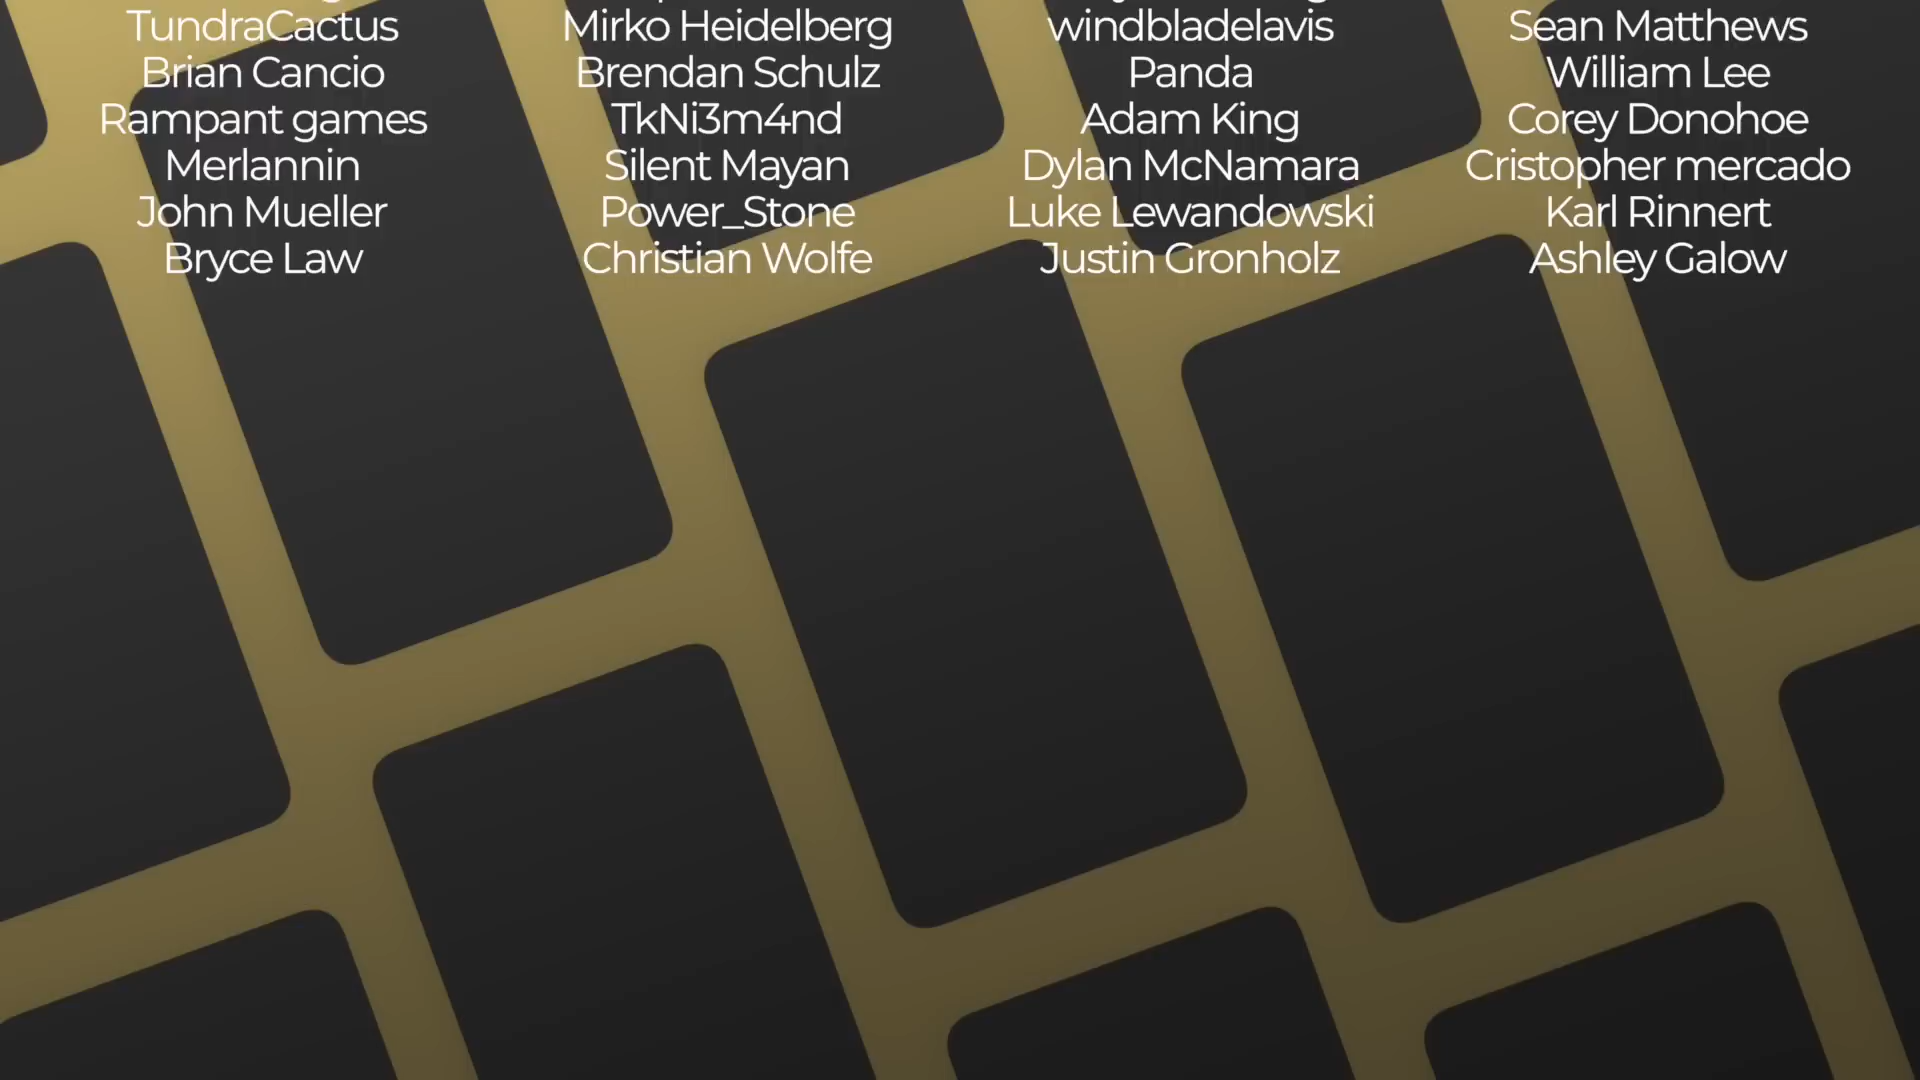 TundraCactus
Brian Cancio
Rampant games
Merlannin
John Mueller
Bryce Law
Mirko Heidelberg
Brendan Schulz
TkNi3m4nd
Silent Mayan
Power_Stone
Christian Wolfe
windbladelavis
Panda
Adam King
Dylan McNamara
Luke Lewandowski
Justin Gronholz
Sean Matthews
William Lee
Corey Donohoe
Cristopher mercado
Karl Rinnert
Ashley Galow